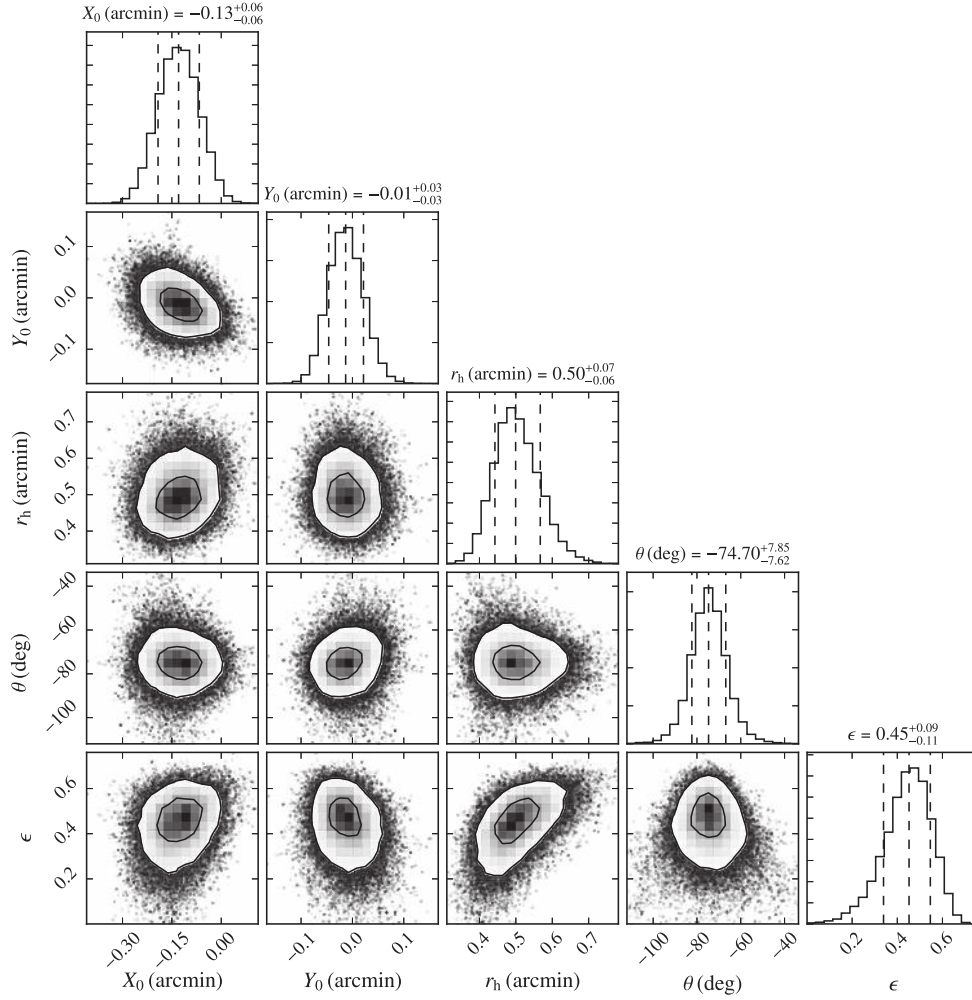 X₀ (arcmin) = −0.13 +0.06 −0.06
Y₀ (arcmin) = −0.01 +0.03 −0.03
0.1
0.0
−0.1
Y₀ (arcmin)
r_h (arcmin) = 0.50 +0.07 −0.06
0.7
0.6
0.5
0.4
r_h (arcmin)
θ (deg) = −74.70 +7.85 −7.62
−40
−60
−80
−100
θ (deg)
ϵ = 0.45 +0.09 −0.11
0.6
0.4
0.2
ϵ
−0.30 −0.15 0.00
−0.1 0.0 0.1
0.4 0.5 0.6 0.7
−100 −80 −60 −40
0.2 0.4 0.6
X₀ (arcmin)
Y₀ (arcmin)
r_h (arcmin)
θ (deg)
ϵ